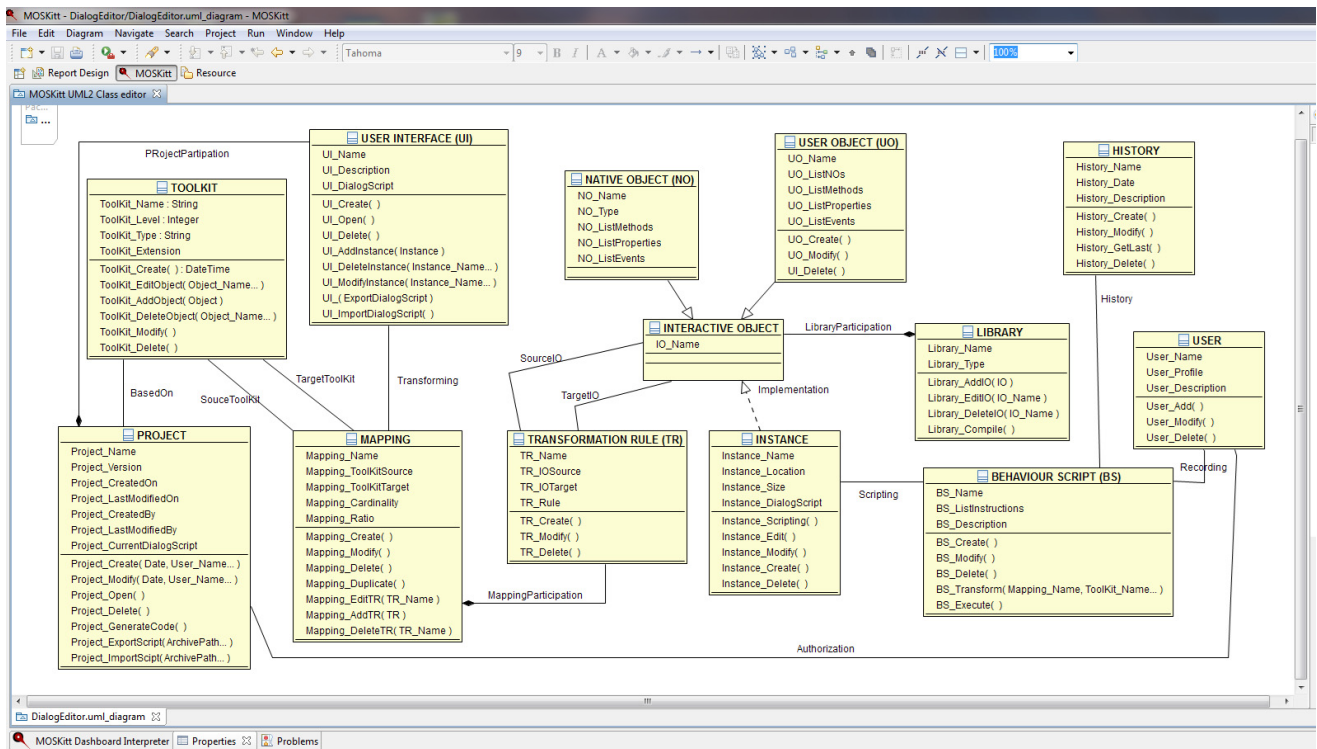 MOSKitt - DialogEditor/DialogEditor.uml_diagram - MOSKitt
File Edit Diagram Navigate Search Project Run Window Help
Tahoma 9 B I A 100%
Report Design MOSKitt Resource
MOSKitt UML2 Class editor
Pac...
...
PRojectPartipation
USER INTERFACE (UI)
UI_Name
UI_Description
UI_DialogScript
UI_Create( )
UI_Open( )
UI_Delete( )
UI_AddInstance( Instance )
UI_DeleteInstance( Instance_Name... )
UI_ModifyInstance( Instance_Name... )
UI_( ExportDialogScript )
UI_ImportDialogScript( )
TOOLKIT
ToolKit_Name : String
ToolKit_Level : Integer
ToolKit_Type : String
ToolKit_Extension
ToolKit_Create( ) : DateTime
ToolKit_EditObject( Object_Name... )
ToolKit_AddObject( Object )
ToolKit_DeleteObject( Object_Name... )
ToolKit_Modify( )
ToolKit_Delete( )
NATIVE OBJECT (NO)
NO_Name
NO_Type
NO_ListMethods
NO_ListProperties
NO_ListEvents
USER OBJECT (UO)
UO_Name
UO_ListNOs
UO_ListMethods
UO_ListProperties
UO_ListEvents
UO_Create( )
UO_Modify( )
UI_Delete( )
HISTORY
History_Name
History_Date
History_Description
History_Create( )
History_Modify( )
History_GetLast( )
History_Delete( )
History
INTERACTIVE OBJECT
IO_Name
LibraryParticipation
LIBRARY
Library_Name
Library_Type
Library_AddIO( IO )
Library_EditIO( IO_Name )
Library_DeleteIO( IO_Name )
Library_Compile( )
USER
User_Name
User_Profile
User_Description
User_Add( )
User_Modify( )
User_Delete( )
BasedOn
SouceToolKit
TargetToolKit
Transforming
SourceIO
TargetIO
Implementation
PROJECT
Project_Name
Project_Version
Project_CreatedOn
Project_LastModifiedOn
Project_CreatedBy
Project_LastModifiedBy
Project_CurrentDialogScript
Project_Create( Date, User_Name... )
Project_Modify( Date, User_Name... )
Project_Open( )
Project_Delete( )
Project_GenerateCode( )
Project_ExportScript( ArchivePath... )
Project_ImportScipt( ArchivePath... )
MAPPING
Mapping_Name
Mapping_ToolKitSource
Mapping_ToolKitTarget
Mapping_Cardinality
Mapping_Ratio
Mapping_Create( )
Mapping_Modify( )
Mapping_Delete( )
Mapping_Duplicate( )
Mapping_EditTR( TR_Name )
Mapping_AddTR( TR )
Mapping_DeleteTR( TR_Name )
MappingParticipation
TRANSFORMATION RULE (TR)
TR_Name
TR_IOSource
TR_IOTarget
TR_Rule
TR_Create( )
TR_Modify( )
TR_Delete( )
INSTANCE
Instance_Name
Instance_Location
Instance_Size
Instance_DialogScript
Instance_Scripting( )
Instance_Edit( )
Instance_Modify( )
Instance_Create( )
Instance_Delete( )
Scripting
BEHAVIOUR SCRIPT (BS)
BS_Name
BS_ListInstructions
BS_Description
BS_Create( )
BS_Modify( )
BS_Delete( )
BS_Transform( Mapping_Name, ToolKit_Name... )
BS_Execute( )
Recording
Authorization
DialogEditor.uml_diagram
MOSKitt Dashboard Interpreter Properties Problems